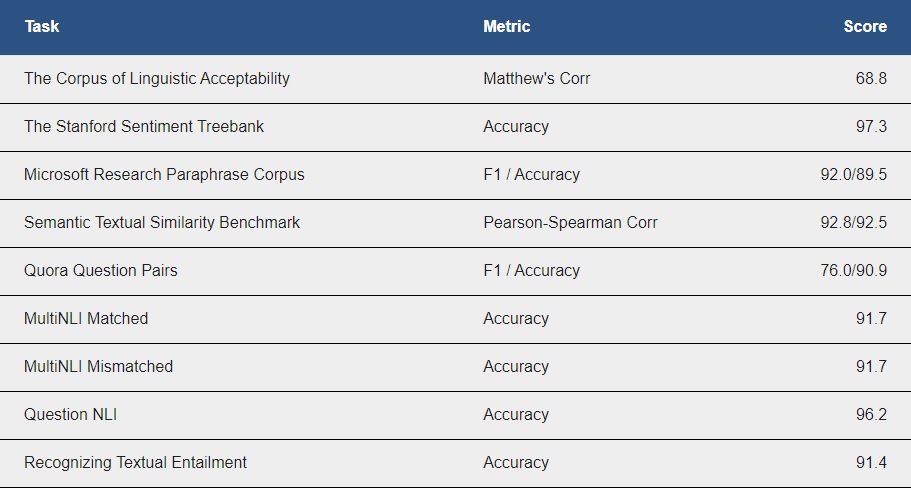 Task Metric Score
The Corpus of Linguistic Acceptability Matthew's Corr 68.8
The Stanford Sentiment Treebank Accuracy 97.3
Microsoft Research Paraphrase Corpus F1 / Accuracy 92.0/89.5
Semantic Textual Similarity Benchmark Pearson-Spearman Corr 92.8/92.5
Quora Question Pairs F1 / Accuracy 76.0/90.9
MultiNLI Matched Accuracy 91.7
MultiNLI Mismatched Accuracy 91.7
Question NLI Accuracy 96.2
Recognizing Textual Entailment Accuracy 91.4